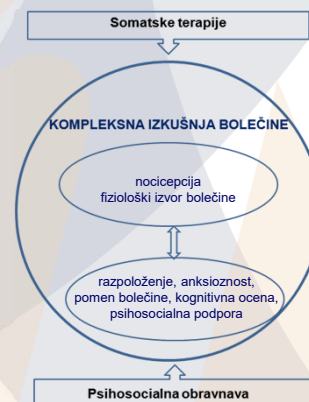 Somatske terapije
KOMPLEKSNA IZKUŠNJA BOLEČINE
nocicepcija
fiziološki izvor bolečine
razpoloženje, anksioznost,
pomen bolečine, kognitivna ocena,
psihosocialna podpora
Psihosocialna obravnava